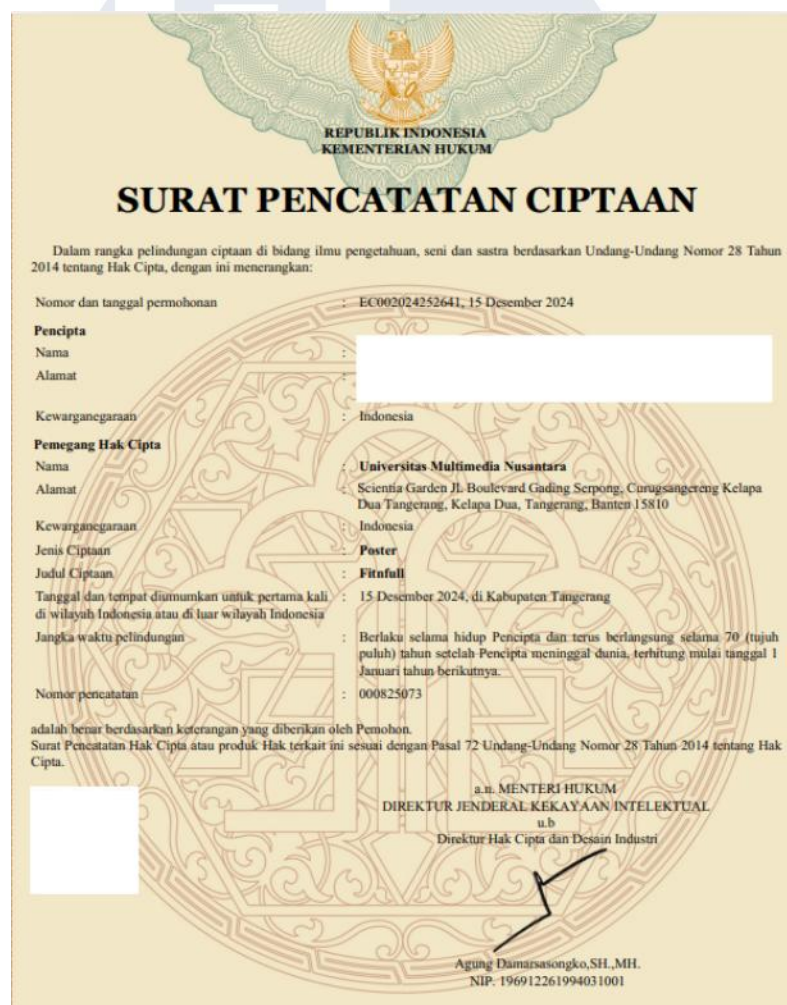 REPUBLIK INDONESIA
KEMENTERIAN HUKUM
SURAT PENCATATAN CIPTAAN
Dalam rangka pelindungan ciptaan di bidang ilmu pengetahuan, seni dan sastra berdasarkan Undang-Undang Nomor 28 Tahun
2014 tentang Hak Cipta, dengan ini menerangkan:
Nomor dan tanggal permohonan : EC002024252641, 15 Desember 2024
Pencipta
Nama :
Alamat :
Kewarganegaraan : Indonesia
Pemegang Hak Cipta
Nama : Universitas Multimedia Nusantara
Alamat : Scientia Garden JL Boulevard Gading Serpong, Curugsangereng Kelapa
Dua Tangerang, Kelapa Dua, Tangerang, Banten 15810
Kewarganegaraan : Indonesia
Jenis Ciptaan : Poster
Judul Ciptaan : Fitnfull
Tanggal dan tempat diumumkan untuk pertama kali : 15 Desember 2024, di Kabupaten Tangerang
di wilayah Indonesia atau di luar wilayah Indonesia
Jangka waktu pelindungan : Berlaku selama hidup Pencipta dan terus berlangsung selama 70 (tujuh
puluh) tahun setelah Pencipta meninggal dunia, terhitung mulai tanggal 1
Januari tahun berikutnya.
Nomor pencatatan : 000825073
adalah benar berdasarkan keterangan yang diberikan oleh Pemohon.
Surat Pencatatan Hak Cipta atau produk Hak terkait ini sesuai dengan Pasal 72 Undang-Undang Nomor 28 Tahun 2014 tentang Hak
Cipta.
a.n. MENTERI HUKUM
DIREKTUR JENDERAL KEKAYAAN INTELEKTUAL
u.b
Direktur Hak Cipta dan Desain Industri
Agung Damarsasongko,SH.,MH.
NIP. 196912261994031001